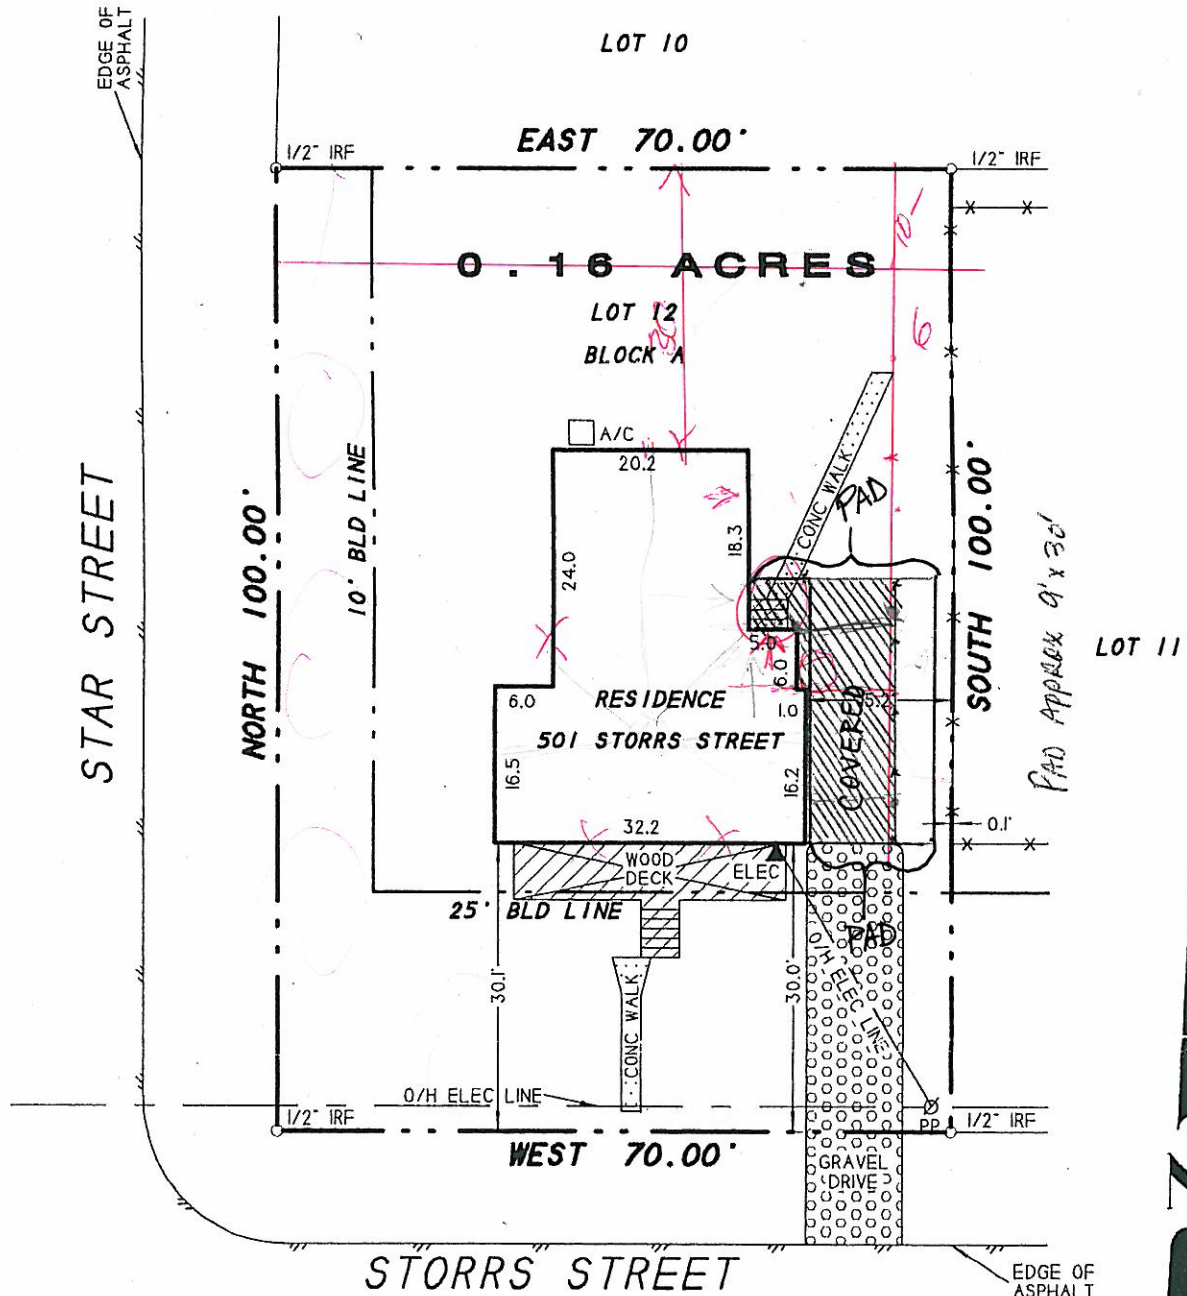 EDGE OF
ASPHALT
LOT 10
EAST 70.00'
1/2" IRF
1/2" IRF
10'
0.16 ACRES
LOT 12
30
6
BLOCK A
A/C
20.2
CONC WALK
PAD
STAR STREET
NORTH 100.00'
10' BLD LINE
24.0
18.3
SOUTH 100.00'
PAD APPROX 9' x 30'
LOT 11
5.0
6.0
6.0
RESIDENCE
1.0
5.2
501 STORRS STREET
COVERED
16.5
16.2
32.2
0.1'
WOOD
DECK
ELEC
25' BLD LINE
PAD
O/H ELEC LINE
30.1'
30.0'
CONC WALK
O/H ELEC LINE
1/2" IRF
PP
1/2" IRF
WEST 70.00'
GRAVEL
DRIVE
STORRS STREET
EDGE OF
ASPHALT